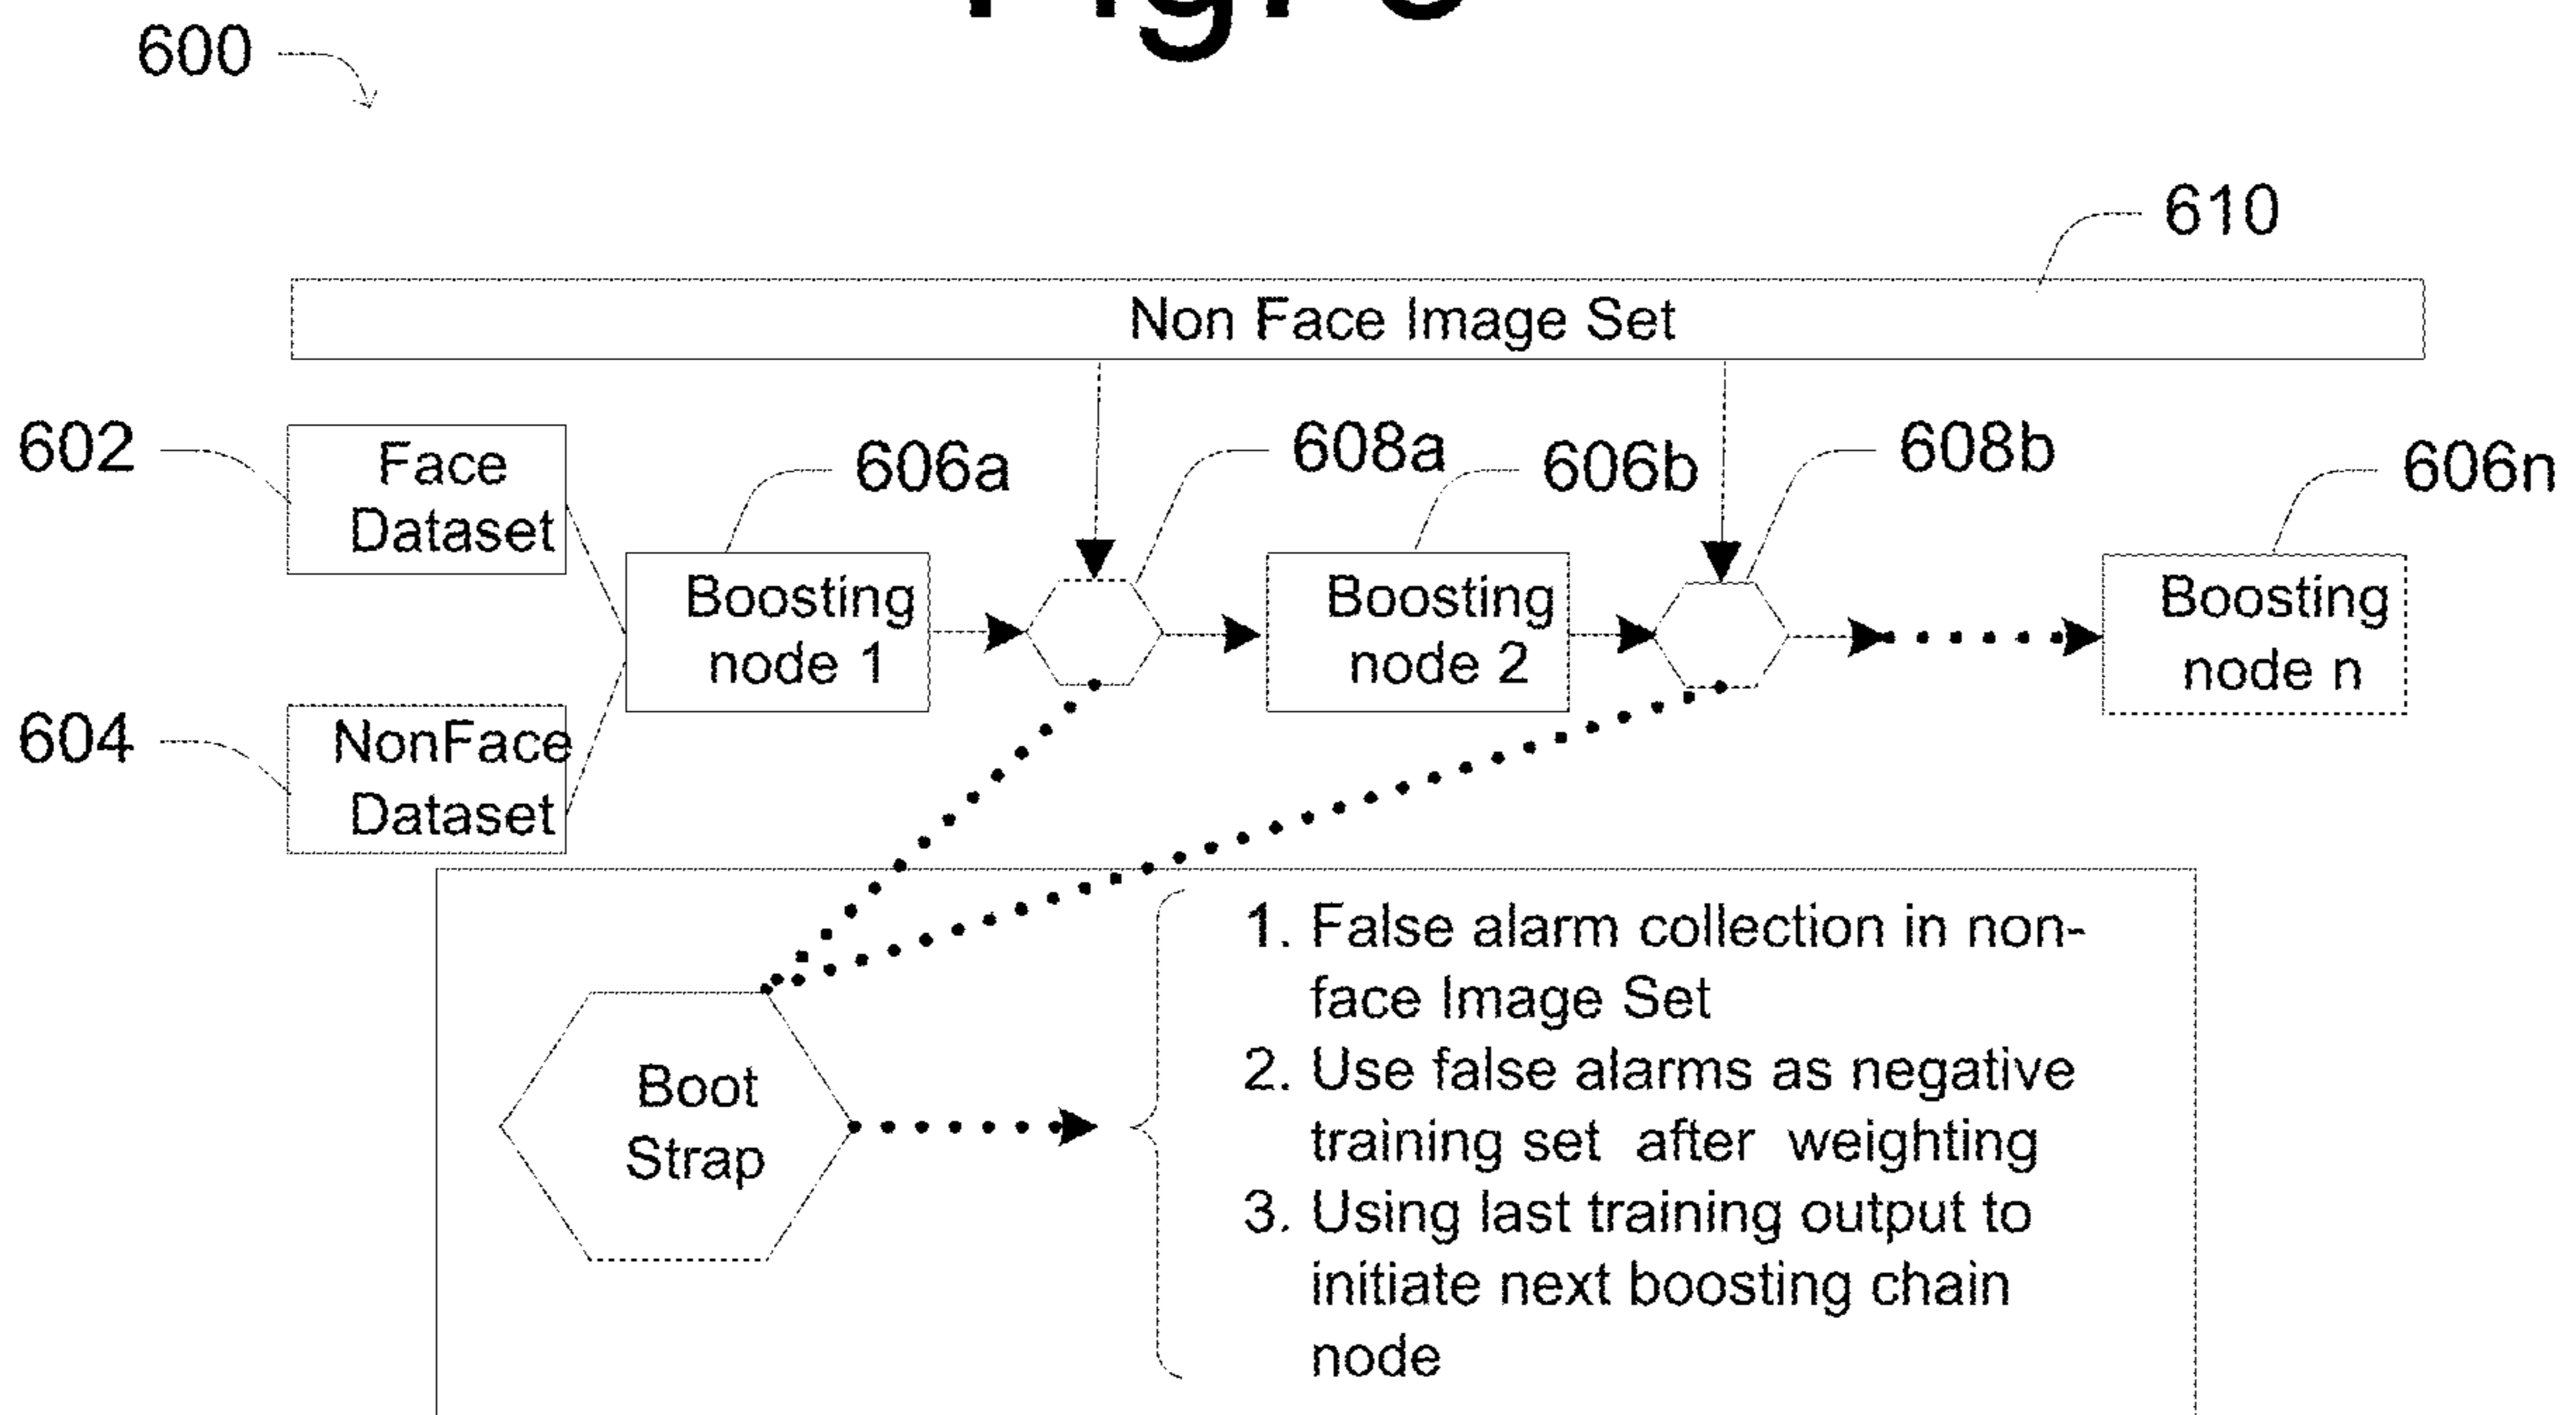 600
610
Non Face Image Set
602
Face
Dataset
606a
608a
606b
608b
606n
Boosting
node 1
Boosting
node 2
Boosting
node n
604
NonFace
Dataset
Boot
Strap
1. False alarm collection in non-
face Image Set
2. Use false alarms as negative
training set after weighting
3. Using last training output to
initiate next boosting chain
node